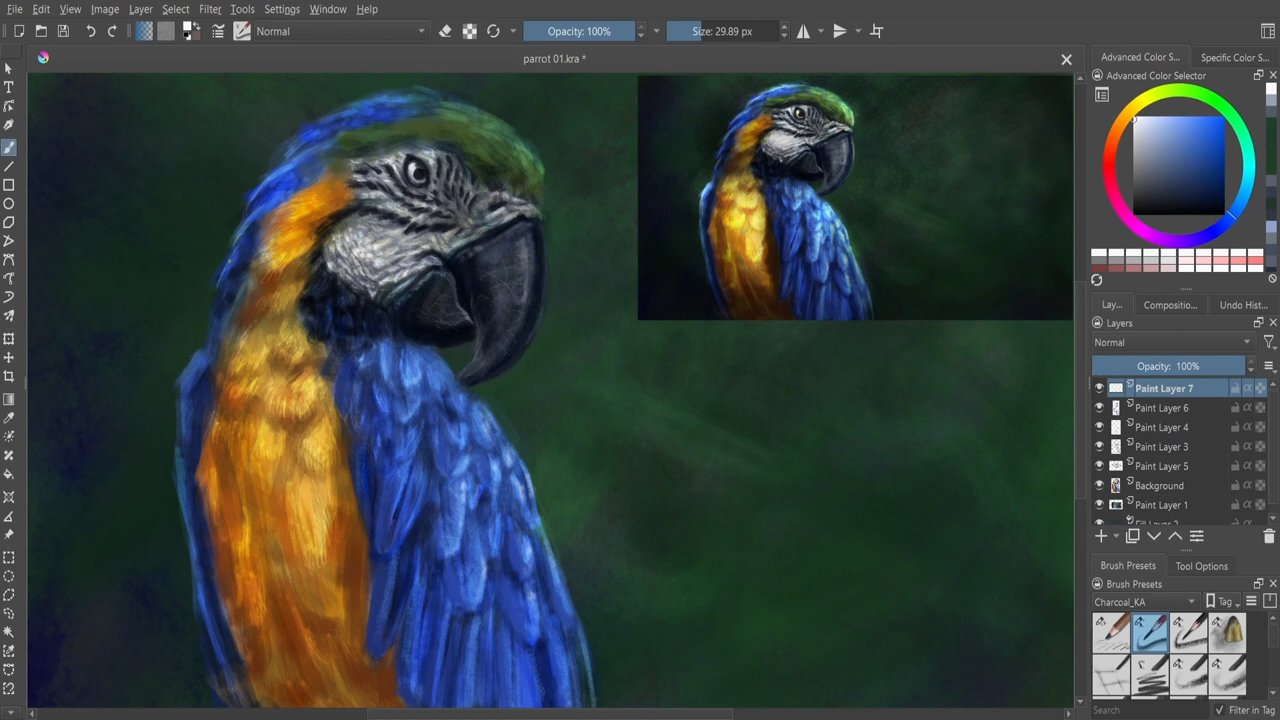 File Edit View Image Layer Select Filter Tools Settings Window Help
Normal Opacity: 100% Size: 29.89 px
parrot 01.kra *
Advanced Color S... Specific Color S...
Advanced Color Selector
Lay... Compositio... Undo Hist...
Layers
Normal
Opacity: 100%
Paint Layer 7
Paint Layer 6
Paint Layer 4
Paint Layer 3
Paint Layer 5
Background
Paint Layer 1
Fill Layer 2
Brush Presets Tool Options
Brush Presets
Charcoal_KA Tag
Search Filter in Tag